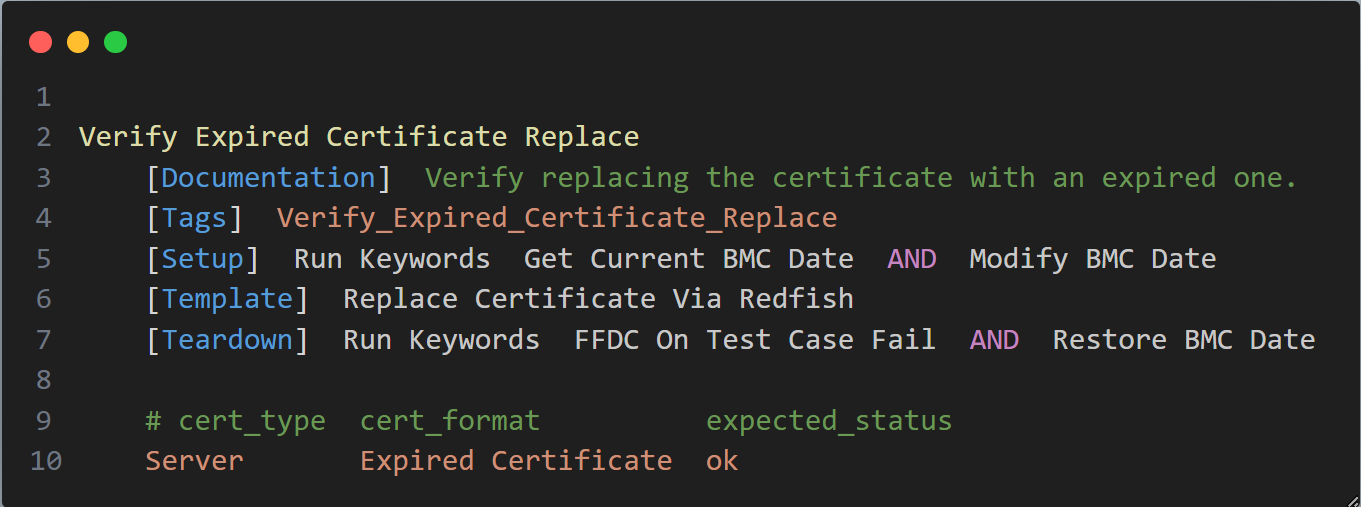 1
2 Verify Expired Certificate Replace
3     [Documentation]  Verify replacing the certificate with an expired one.
4     [Tags]  Verify_Expired_Certificate_Replace
5     [Setup]  Run Keywords  Get Current BMC Date  AND  Modify BMC Date
6     [Template]  Replace Certificate Via Redfish
7     [Teardown]  Run Keywords  FFDC On Test Case Fail  AND  Restore BMC Date
8
9     # cert_type  cert_format          expected_status
10    Server       Expired Certificate  ok